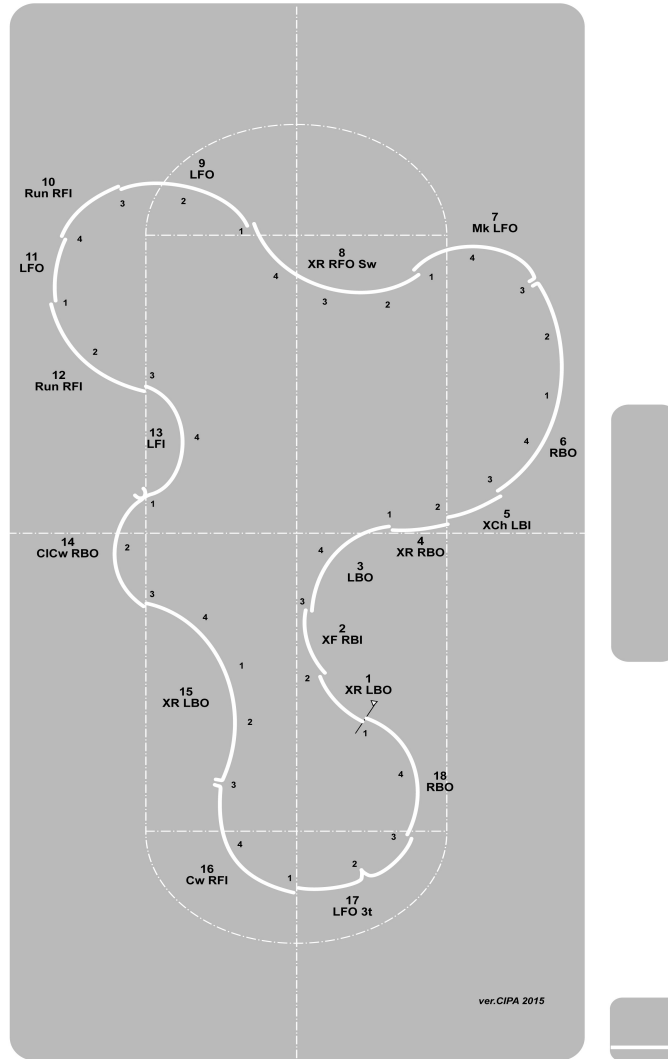 9
LFO
10
Run RFI
3
2
7
Mk LFO
1
8
XR RFO Sw
4
11
LFO
4
4
1
3
3
2
1
2
2
12
Run RFI
3
1
13
LFI
4
4
6
RBO
3
5
XCh LBI
1
2
1
14
ClCw RBO
2
4
4
XR RBO
3
LBO
3
4
3
2
XF RBI
1
2
1
XR LBO
15
XR LBO
2
1
4
18
RBO
3
3
4
2
16
Cw RFI
1
17
LFO 3t
ver.CIPA 2015